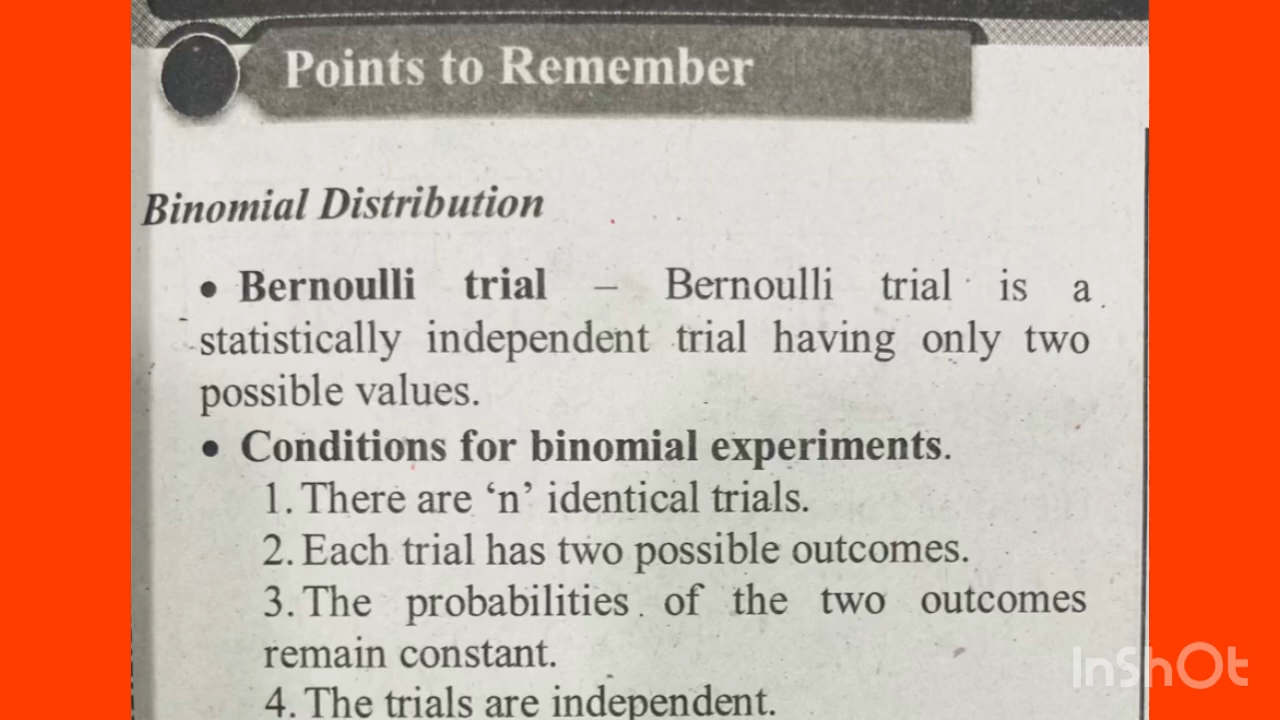 Points to Remember
Binomial Distribution
• Bernoulli trial – Bernoulli trial is a
statistically independent trial having only two
possible values.
• Conditions for binomial experiments.
1. There are ‘n’ identical trials.
2. Each trial has two possible outcomes.
3. The probabilities of the two outcomes
remain constant.
4. The trials are independent.
InShOt